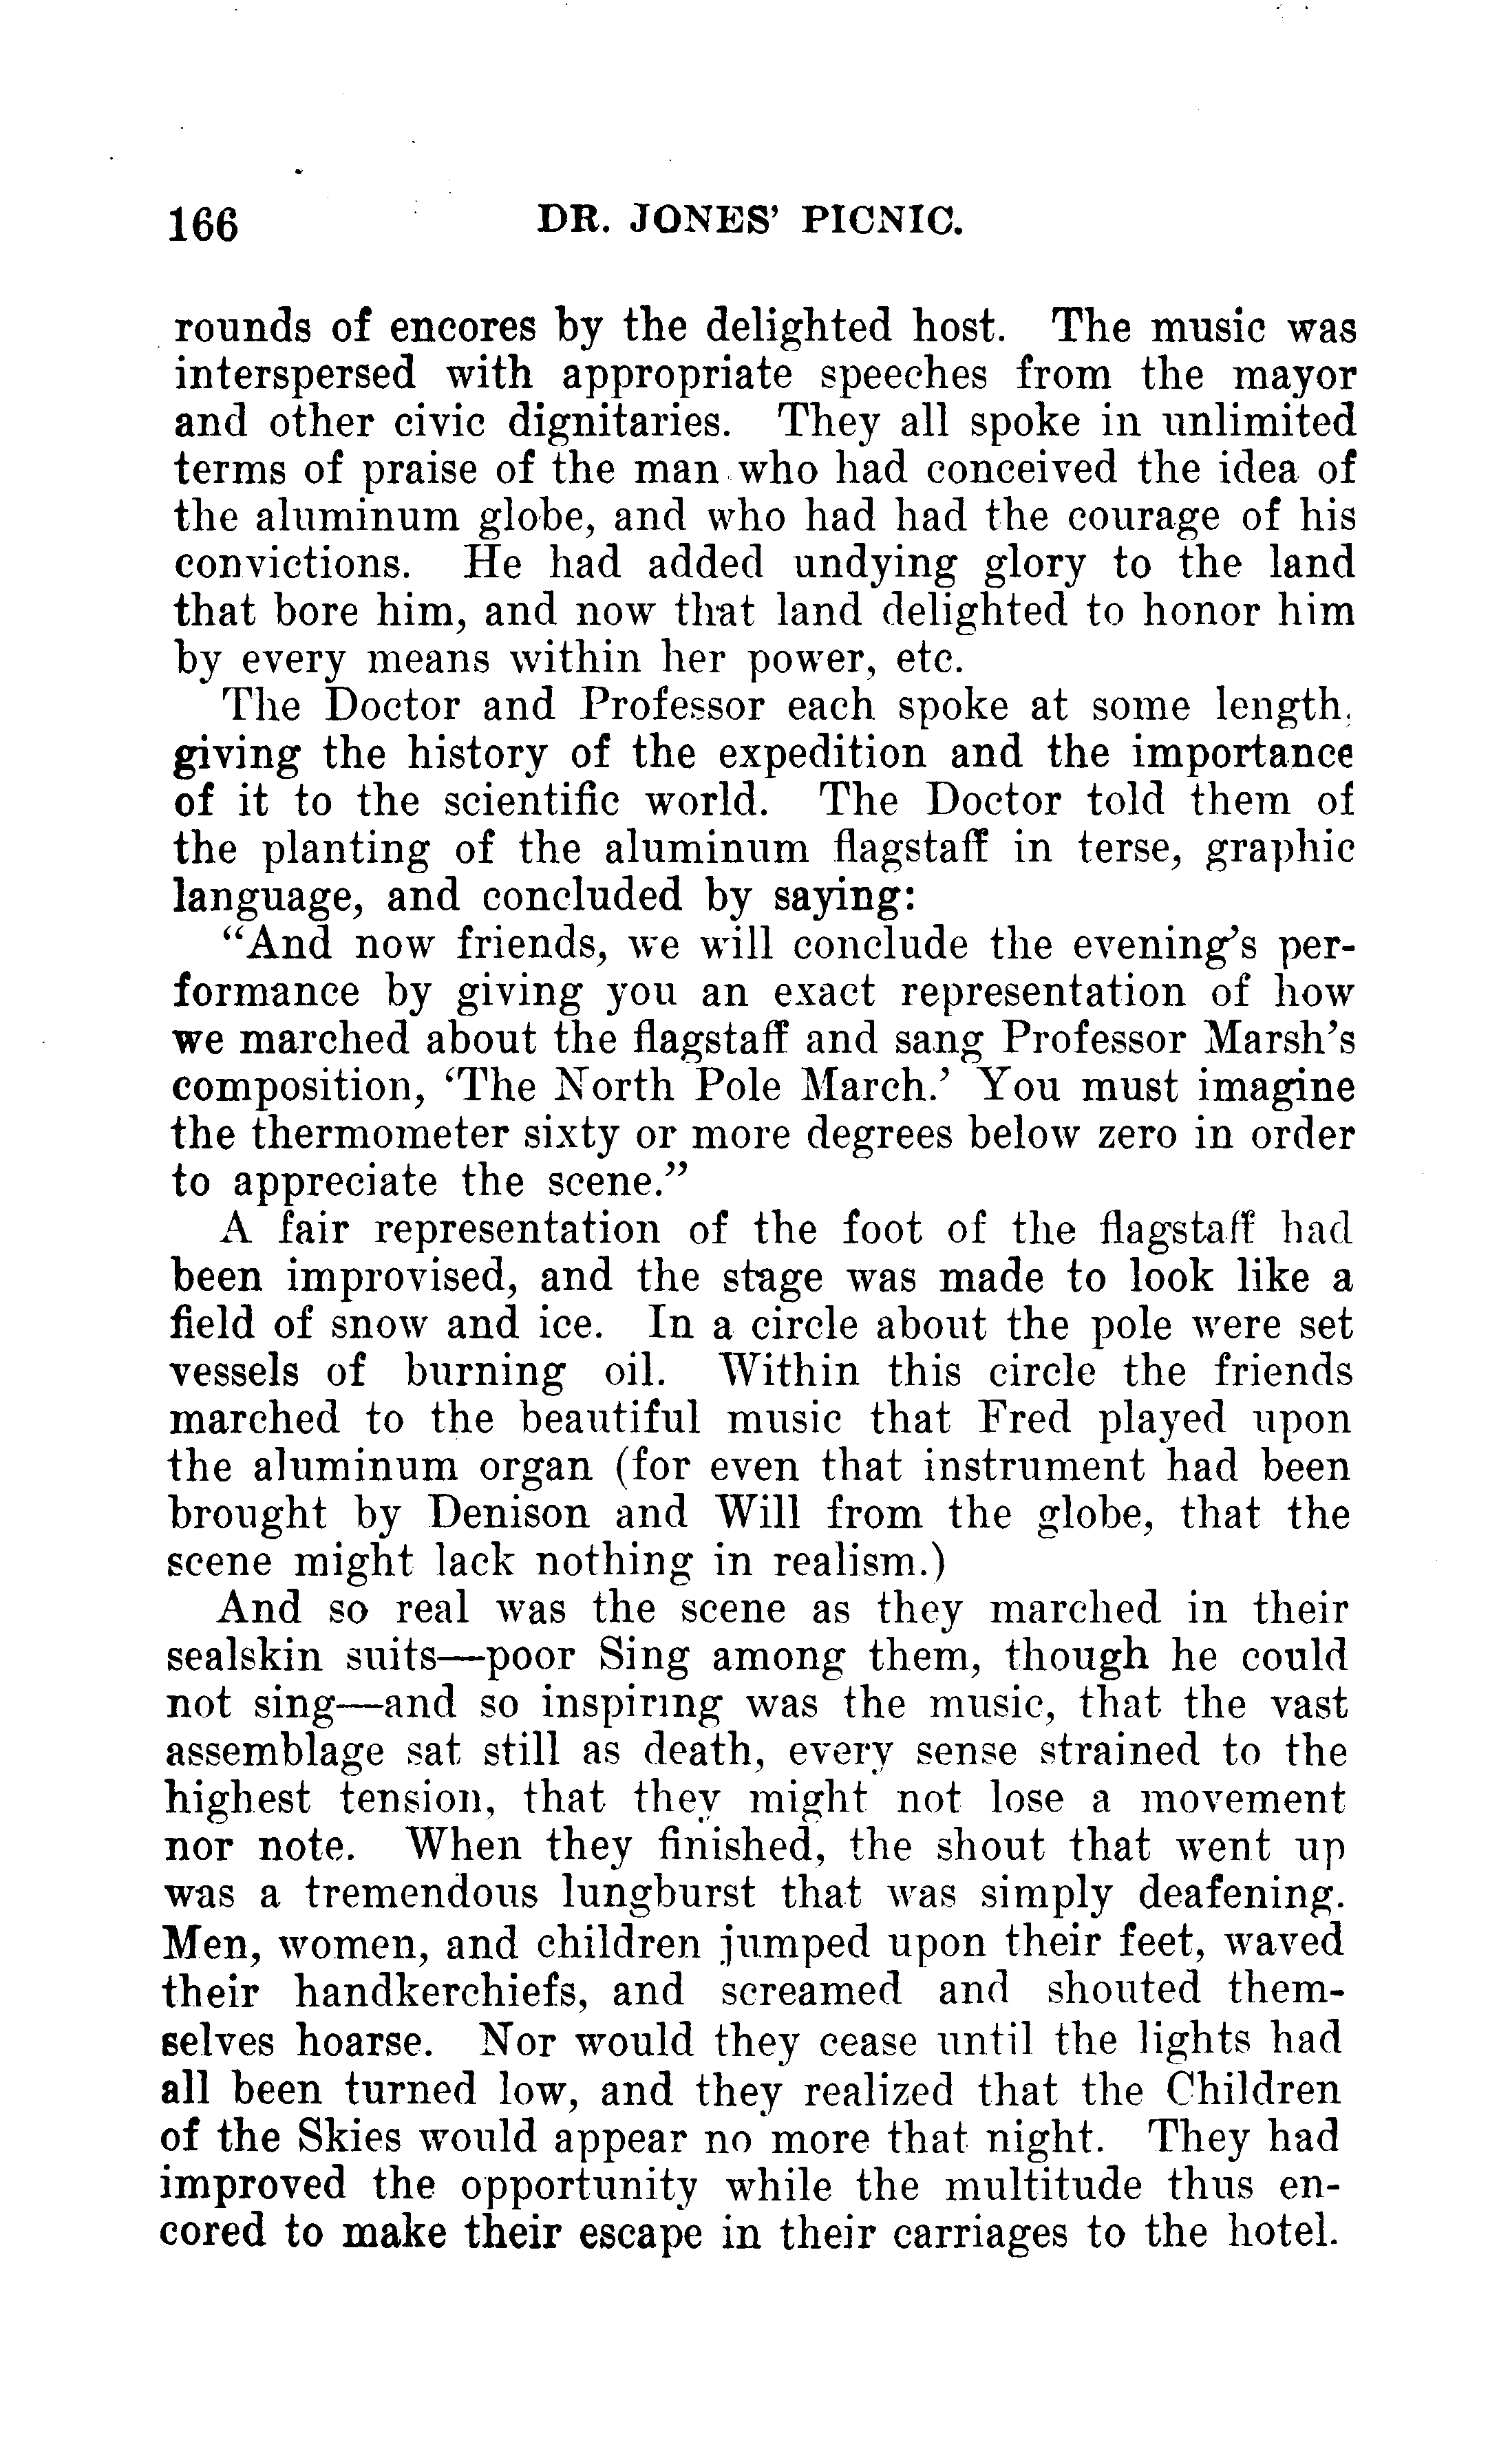 166 DR. JONES' PICNIC.
rounds of encores by the delighted host. The music was
interspersed with appropriate speeches from the mayor
and other civic dignitaries. They all spoke in unlimited
terms of praise of the man who had conceived the idea of
the aluminum globe, and who had had the courage of his
convictions. He had added undying glory to the land
that bore him, and now that land delighted to honor him
by every means within her power, etc.
The Doctor and Professor each spoke at some length,
giving the history of the expedition and the importance
of it to the scientific world. The Doctor told them of
the planting of the aluminum flagstaff in terse, graphic
language, and concluded by saying:
"And now friends, we will conclude the evening's per-
formance by giving you an exact representation of how
we marched about the flagstaff and sang Professor Marsh's
composition, 'The North Pole March.' You must imagine
the thermometer sixty or more degrees below zero in order
to appreciate the scene."
A fair representation of the foot of the flagstaff had
been improvised, and the stage was made to look like a
field of snow and ice. In a circle about the pole were set
vessels of burning oil. Within this circle the friends
marched to the beautiful music that Fred played upon
the aluminum organ (for even that instrument had been
brought by Denison and Will from the globe, that the
scene might lack nothing in realism.)
And so real was the scene as they marched in their
sealskin suits—poor Sing among them, though he could
not sing—and so inspiring was the music, that the vast
assemblage sat still as death, every sense strained to the
highest tension, that they might not lose a movement
nor note. When they finished, the shout that went up
was a tremendous lungburst that was simply deafening.
Men, women, and children jumped upon their feet, waved
their handkerchiefs, and screamed and shouted them-
selves hoarse. Nor would they cease until the lights had
all been turned low, and they realized that the Children
of the Skies would appear no more that night. They had
improved the opportunity while the multitude thus en-
cored to make their escape in their carriages to the hotel.